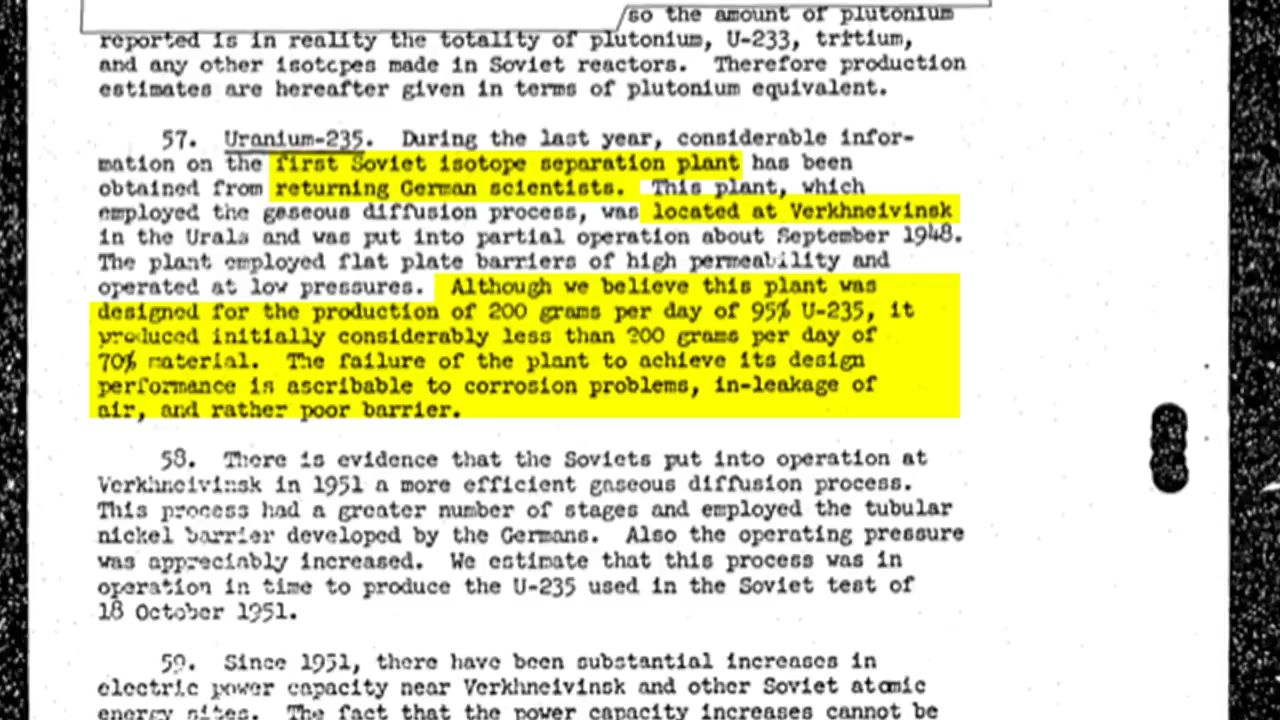 so the amount of plutonium
reported is in reality the totality of plutonium, U-233, tritium,
and any other isotopes made in Soviet reactors.  Therefore production
estimates are hereafter given in terms of plutonium equivalent.
57.  Uranium-235.  During the last year, considerable infor-
mation on the first Soviet isotope separation plant has been
obtained from returning German scientists.  This plant, which
employed the gaseous diffusion process, was located at Verkhneivinsk
in the Urals and was put into partial operation about September 1948.
The plant employed flat plate barriers of high permeability and
operated at low pressures.  Although we believe this plant was
designed for the production of 200 grams per day of 95% U-235, it
produced initially considerably less than 200 grams per day of
70% material.  The failure of the plant to achieve its design
performance is ascribable to corrosion problems, in-leakage of
air, and rather poor barrier.
58.  There is evidence that the Soviets put into operation at
Verkhneivinsk in 1951 a more efficient gaseous diffusion process.
This process had a greater number of stages and employed the tubular
nickel barrier developed by the Germans.  Also the operating pressure
was appreciably increased.  We estimate that this process was in
operation in time to produce the U-235 used in the Soviet test of
18 October 1951.
59.  Since 1951, there have been substantial increases in
electric power capacity near Verkhneivinsk and other Soviet atomic
energy sites.  The fact that the power capacity increases cannot be